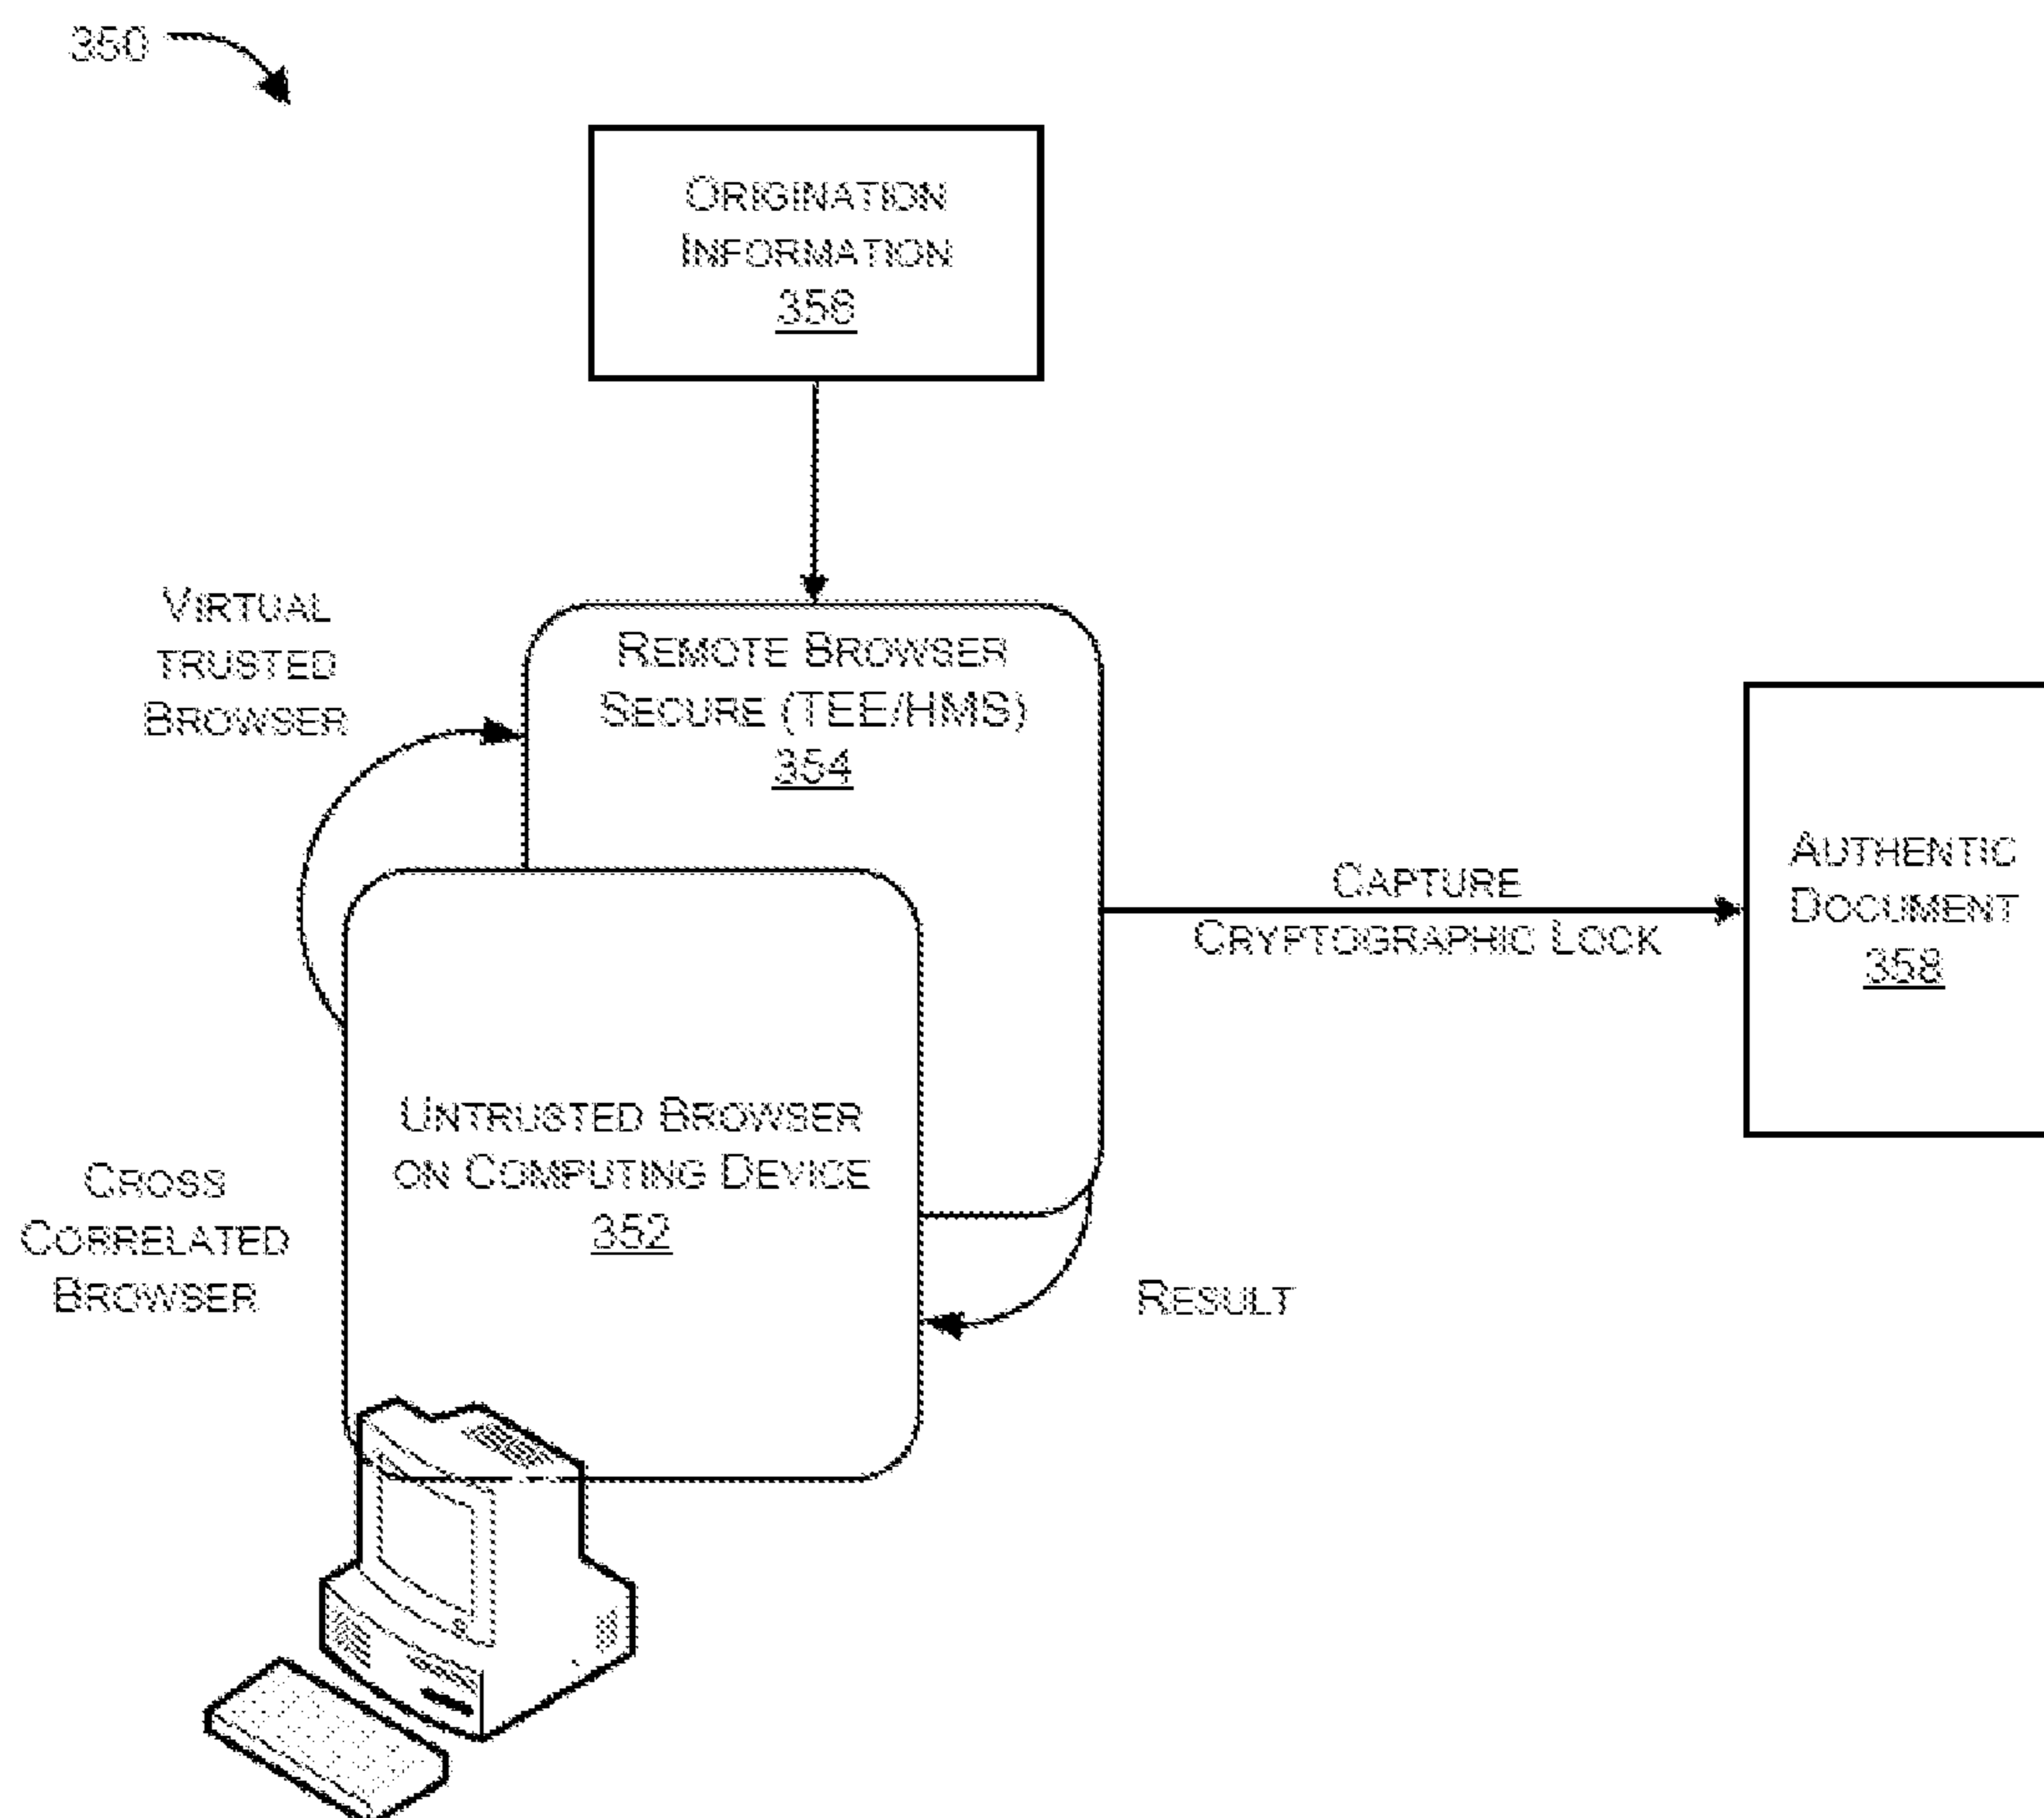 350
ORIGINATION
INFORMATION
356
VIRTUAL
TRUSTED
BROWSER
REMOTE BROWSER
SECURE (TEE/HMS)
354
CAPTURE
CRYPTOGRAPHIC LOCK
AUTHENTIC
DOCUMENT
358
UNTRUSTED BROWSER
ON COMPUTING DEVICE
352
CROSS
CORRELATED
BROWSER
RESULT